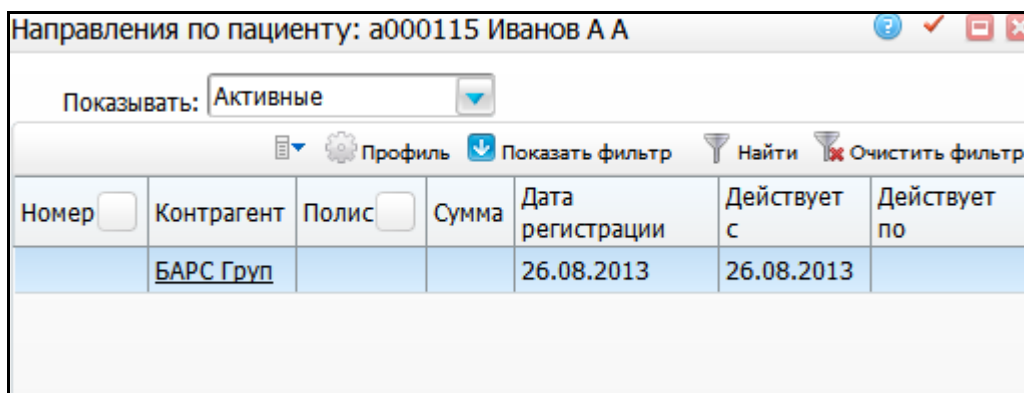 Направления по пациенту: а000115 Иванов А А
Показывать: Активные
Профиль Показать фильтр Найти Очистить фильтр
Номер Контрагент Полис Сумма Дата регистрации Действует с Действует по
БАРС Груп 26.08.2013 26.08.2013